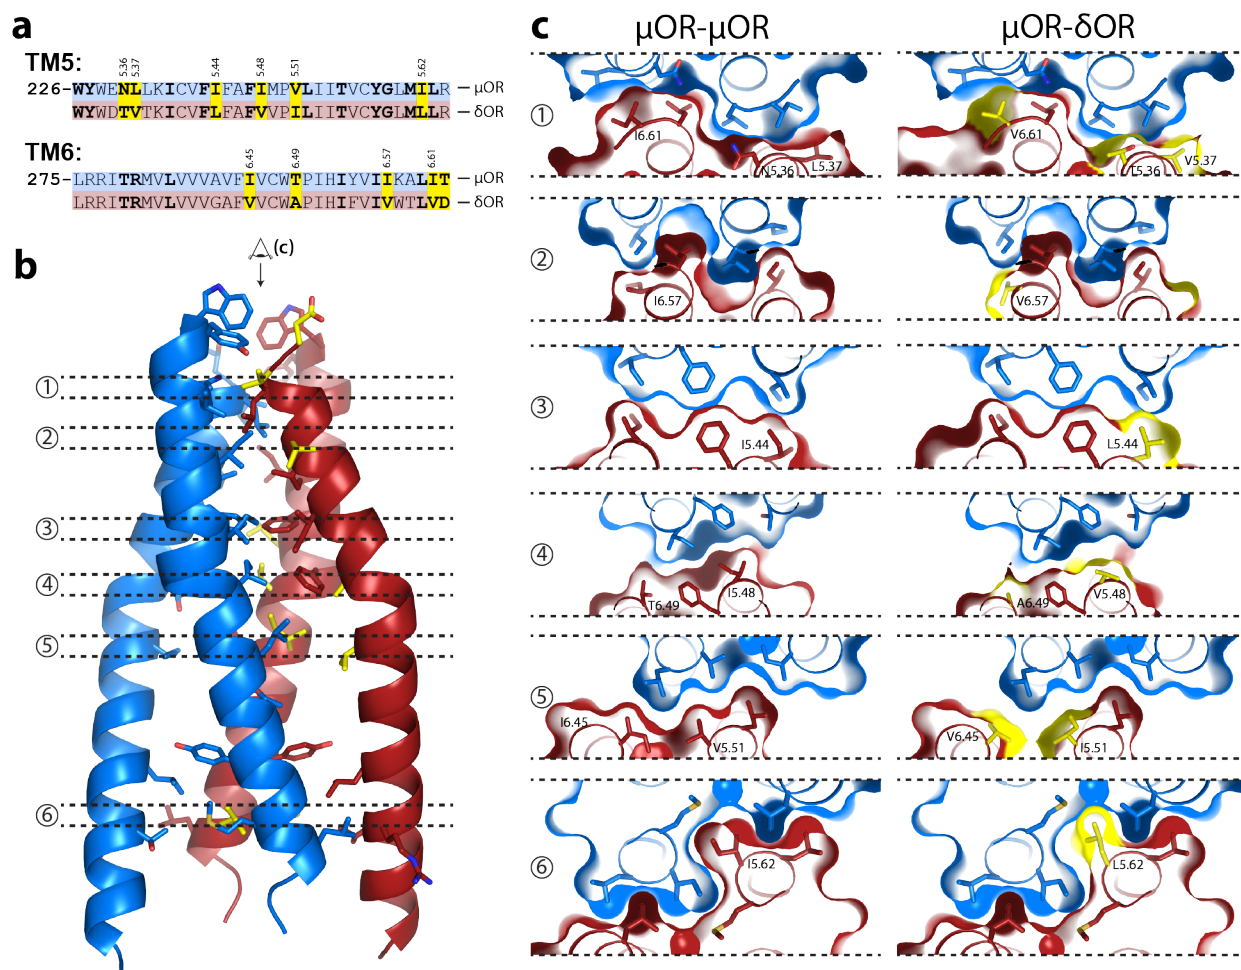 a
TM5:
5.36 5.37 5.44 5.48 5.51 5.62
226- WYWENLLKICVFIFAFIMPVLIITVCYGLMILR — µOR
WYWDTVTKICVFLFAFVVPILIITVCYGLMLLR — δOR
TM6:
6.45 6.49 6.57 6.61
275- LRRITRMVLVVVAVFIVCWTPIHIYVIIKALIT — µOR
LRRITRMVLVVVGAFVVCWAPIHIFVIVWTLVD — δOR
b
(c)
①
②
③
④
⑤
⑥
c
µOR-µOR µOR-δOR
①
I6.61 N5.36 L5.37
V6.61 T5.36 V5.37
②
I6.57
V6.57
③
I5.44
L5.44
④
T6.49 I5.48
A6.49 V5.48
⑤
I6.45 V5.51
V6.45 I5.51
⑥
I5.62
L5.62